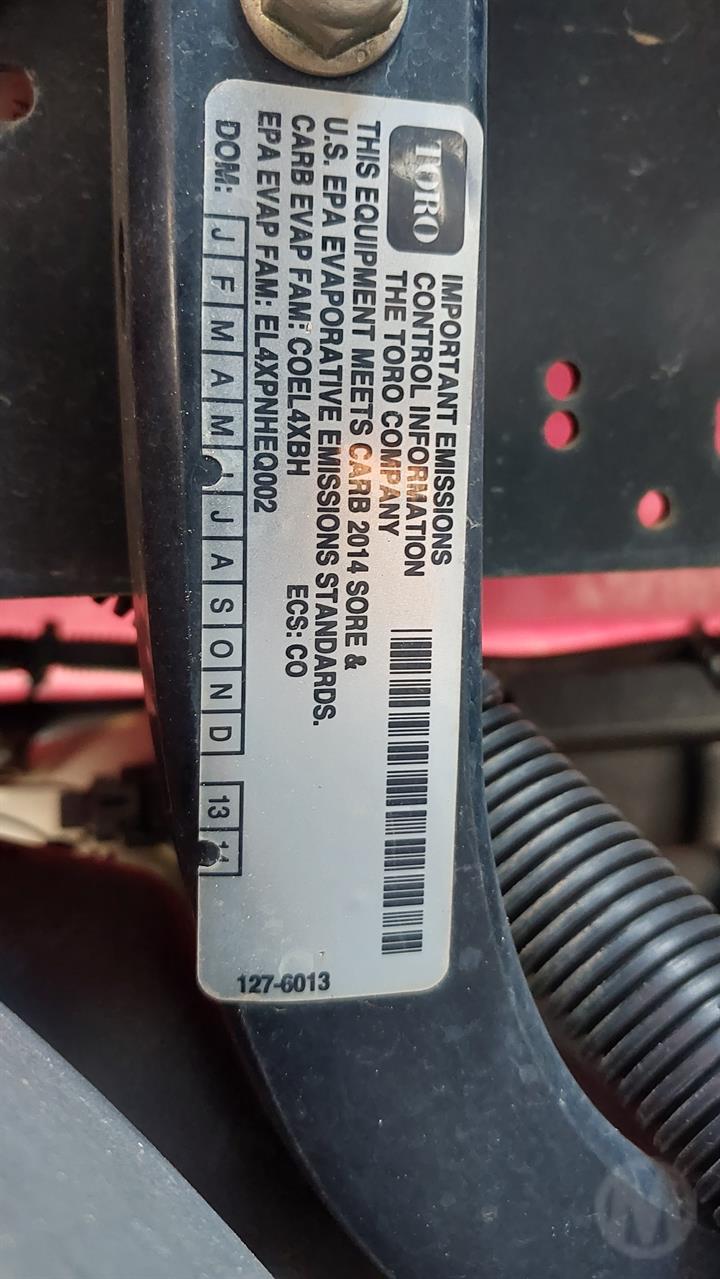 TORO
IMPORTANT EMISSIONS
CONTROL INFORMATION
THE TORO COMPANY
THIS EQUIPMENT MEETS CARB 2014 SORE &
U.S. EPA EVAPORATIVE EMISSIONS STANDARDS.
CARB EVAP FAM: COEL4XBH ECS: CO
EPA EVAP FAM: EL4XPNHEQ002
DOM: J F M A M J J A S O N D 13 14
127-6013
M